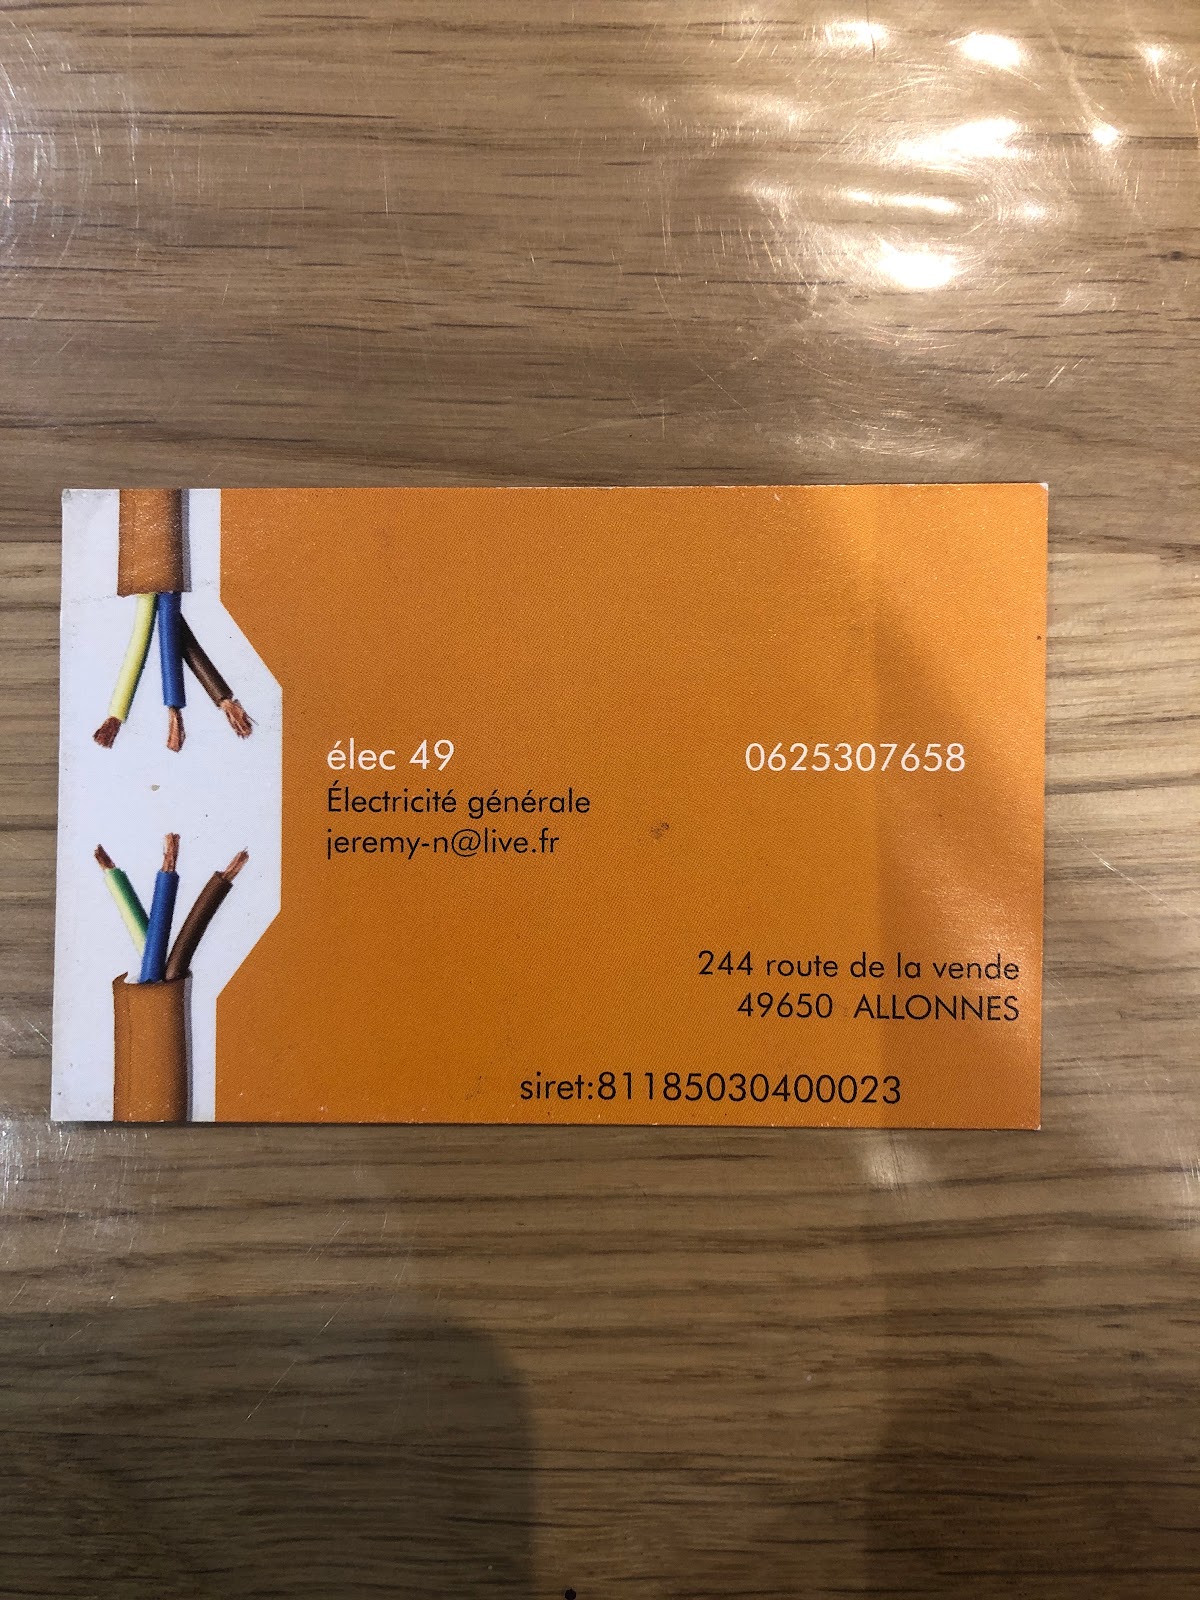 élec 49
Électricité générale
jeremy-n@live.fr
0625307658
244 route de la vende
49650 ALLONNES
siret:81185030400023